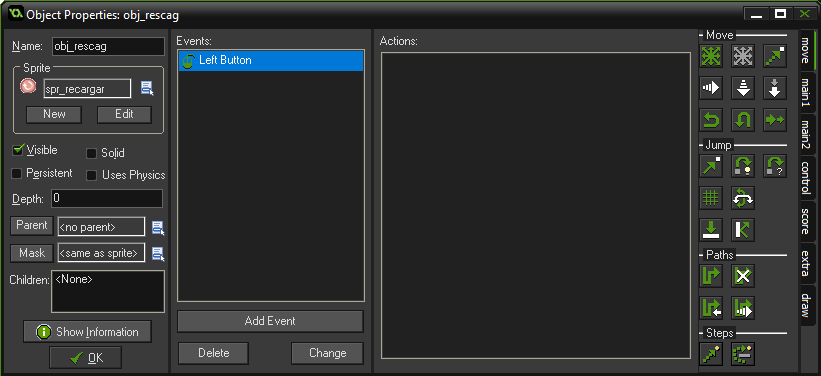 Object Properties: obj_rescag
Name: obj_rescag
Sprite
spr_recargar
New Edit
Visible Solid
Persistent Uses Physics
Depth: 0
Parent <no parent>
Mask <same as sprite>
Children: <None>
Show Information
OK
Events:
Left Button
Add Event
Delete Change
Actions:
Move
Jump
Paths
Steps
move
main1
main2
control
score
extra
draw